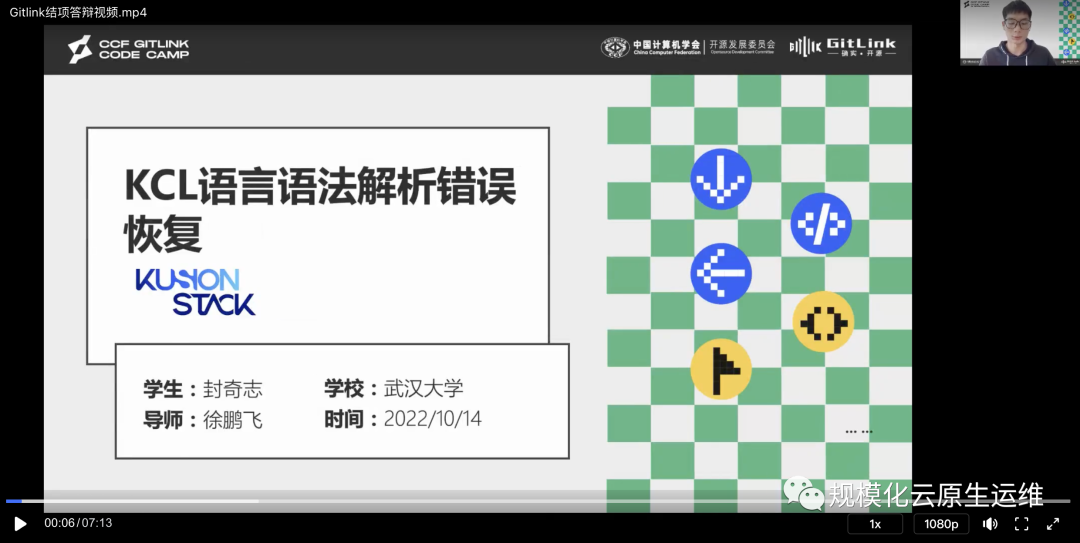 Gitlink结项答辩视频.mp4
CCF GITLINK
CODE CAMP
中国计算机学会
China Computer Federation
开源发展委员会
GitLink
确实·开源
KCL语言语法解析错误
恢复
KUSION
STACK
学生：封奇志
学校：武汉大学
导师：徐鹏飞
时间：2022/10/14
... ...
规模化云原生运维
00:06/07:13
1x
1080p